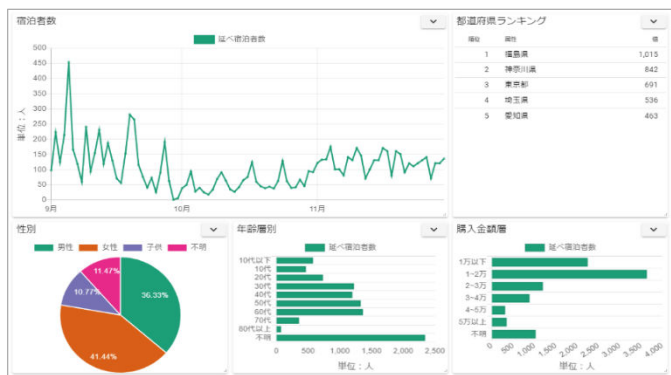 宿泊者数
延べ宿泊者数
単位：人
500
450
400
350
300
250
200
150
100
50
0
9月 10月 11月
都道府県ランキング
順位 属性 値
1 福島県 1,015
2 神奈川県 842
3 東京都 691
4 埼玉県 536
5 愛知県 463
性別
男性 女性 子供 不明
11.47%
10.77%
36.33%
41.44%
年齢層別
延べ宿泊者数
10代以下
10代
20代
30代
40代
50代
60代
70代
80代以上
不明
0 500 1,000 1,500 2,000 2,500
単位：人
購入金額層
延べ宿泊者数
1万以下
1~2万
2~3万
3~4万
4~5万
5万以上
不明
0 500 1,000 1,500 2,000 2,500 3,000 3,500 4,000
単位：人